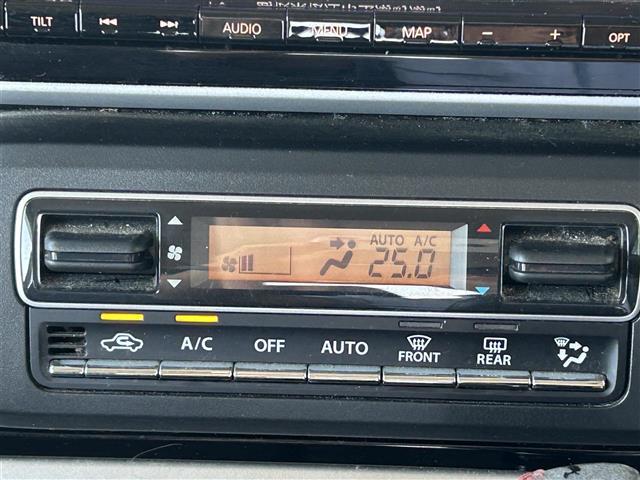 TILT AUDIO MENU MAP - + OPT
AUTO A/C
25.0
A/C OFF AUTO FRONT REAR